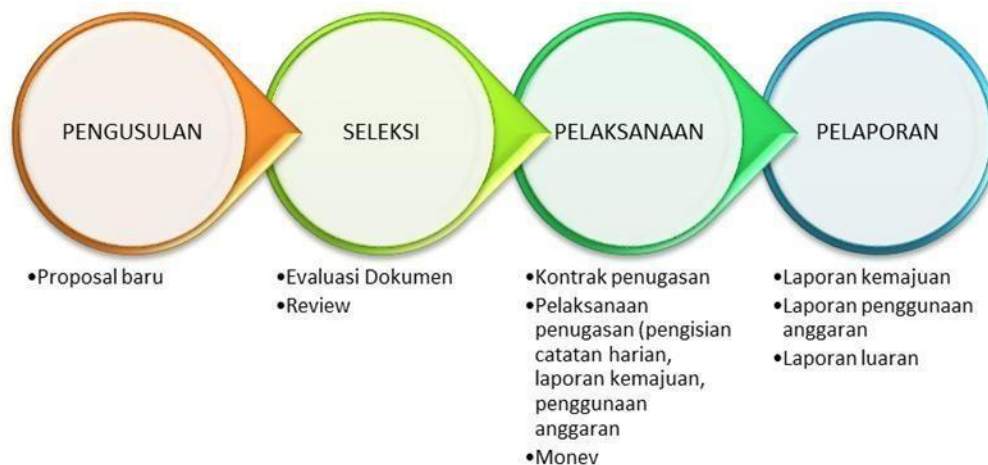 PENGUSULAN
•Proposal baru
SELEKSI
•Evaluasi Dokumen
•Review
PELAKSANAAN
•Kontrak penugasan
•Pelaksanaan
penugasan (pengisian
catatan harian,
laporan kemajuan,
penggunaan
anggaran
•Monev
PELAPORAN
•Laporan kemajuan
•Laporan penggunaan
anggaran
•Laporan luaran